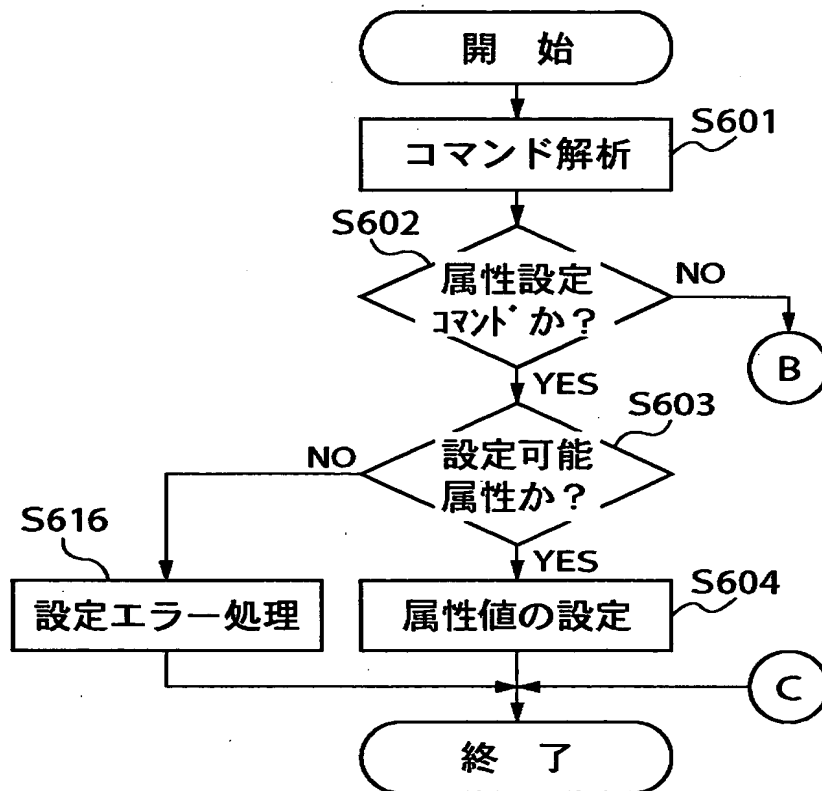 開 始
S601
コマンド解析
S602
属性設定
コマンドか？
NO
B
YES
S603
設定可能
属性か？
NO
S616
YES
設定エラー処理
S604
属性値の設定
C
終 了